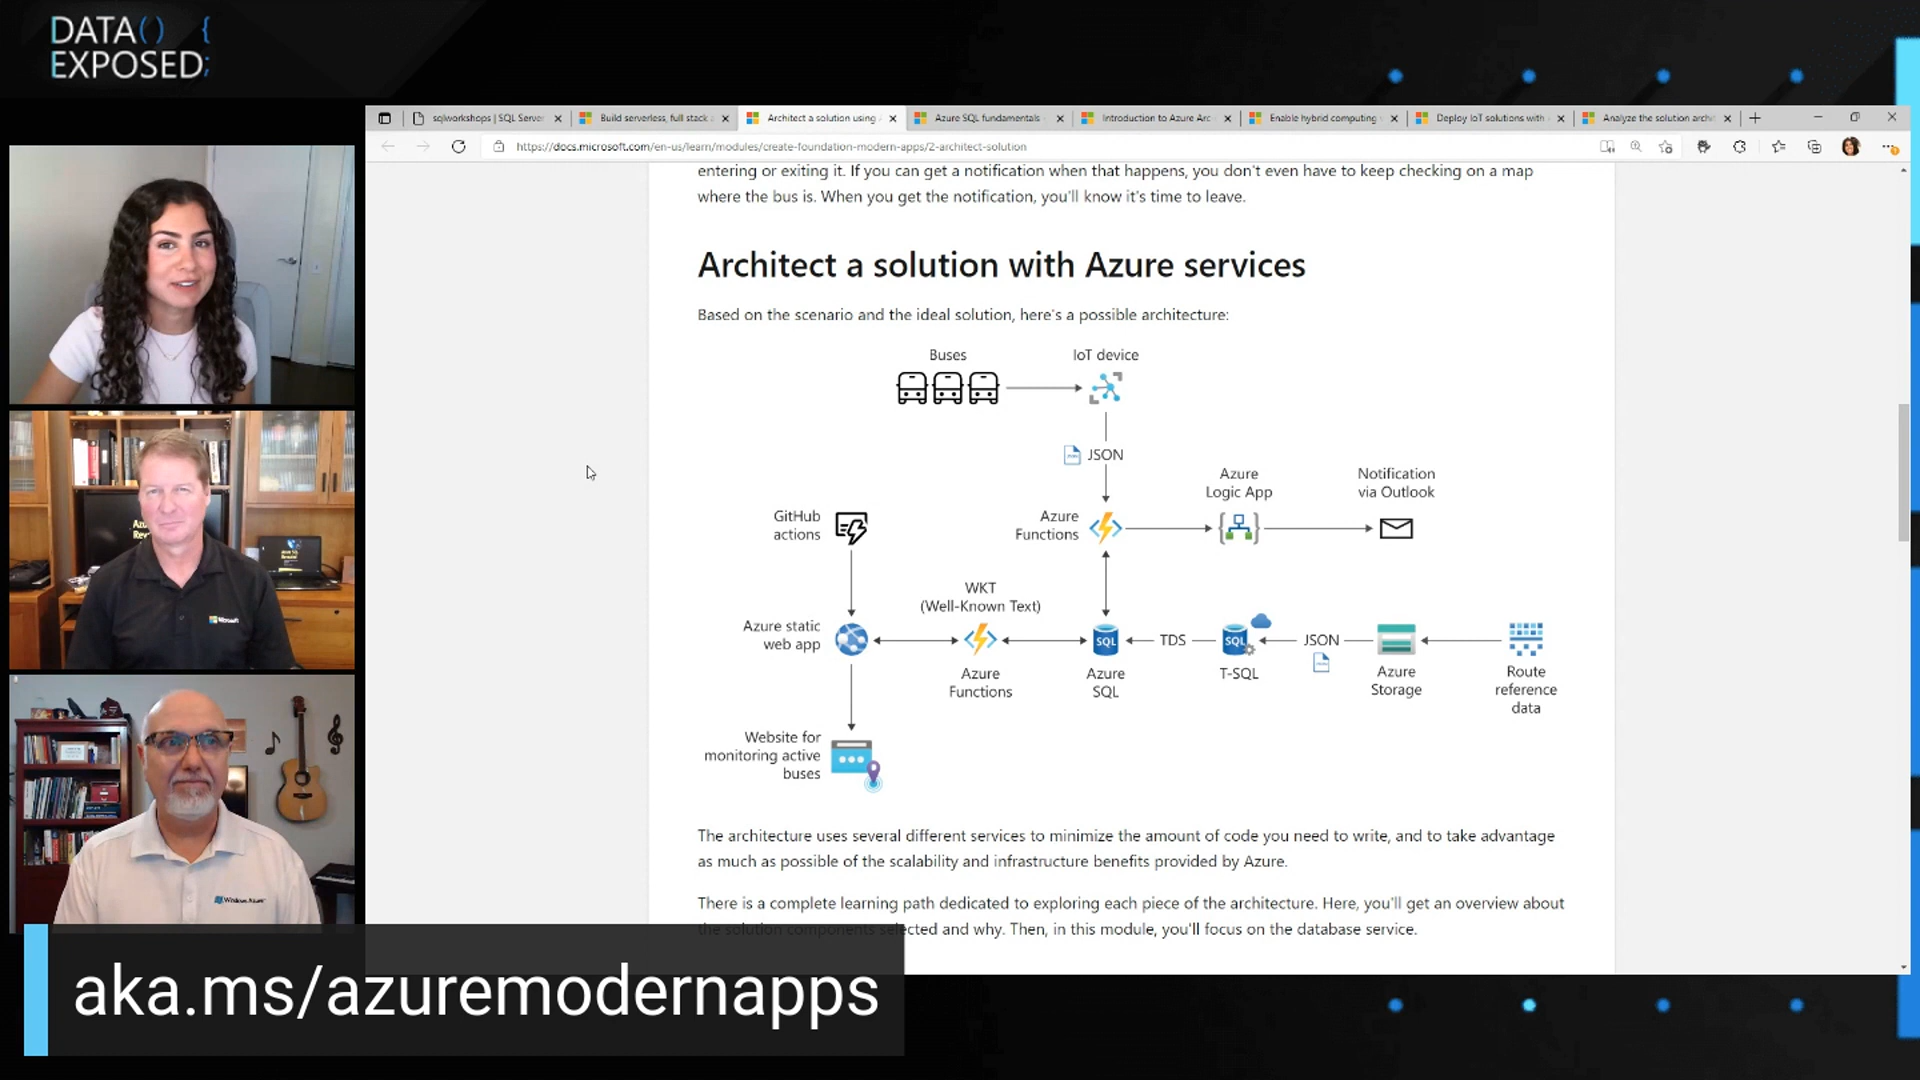 DATA() {
EXPOSED;
sqlworkshops | SQL Server
Build serverless, full stack a
Architect a solution using A
Azure SQL fundamentals -
Introduction to Azure Arc -
Enable hybrid computing w
Deploy IoT solutions with A
Analyze the solution archit
https://docs.microsoft.com/en-us/learn/modules/create-foundation-modern-apps/2-architect-solution
entering or exiting it. If you can get a notification when that happens, you don't even have to keep checking on a map
where the bus is. When you get the notification, you'll know it's time to leave.
Architect a solution with Azure services
Based on the scenario and the ideal solution, here's a possible architecture:
Buses
IoT device
JSON
Azure
Logic App
Notification
via Outlook
GitHub
actions
Azure
Functions
WKT
(Well-Known Text)
Azure static
web app
SQL
TDS
SQL
JSON
Azure
Functions
Azure
SQL
T-SQL
Azure
Storage
Route
reference
data
Website for
monitoring active
buses
The architecture uses several different services to minimize the amount of code you need to write, and to take advantage
as much as possible of the scalability and infrastructure benefits provided by Azure.
There is a complete learning path dedicated to exploring each piece of the architecture. Here, you'll get an overview about
the solution components selected and why. Then, in this module, you'll focus on the database service.
Microsoft
Windows Azure
aka.ms/azuremodernapps